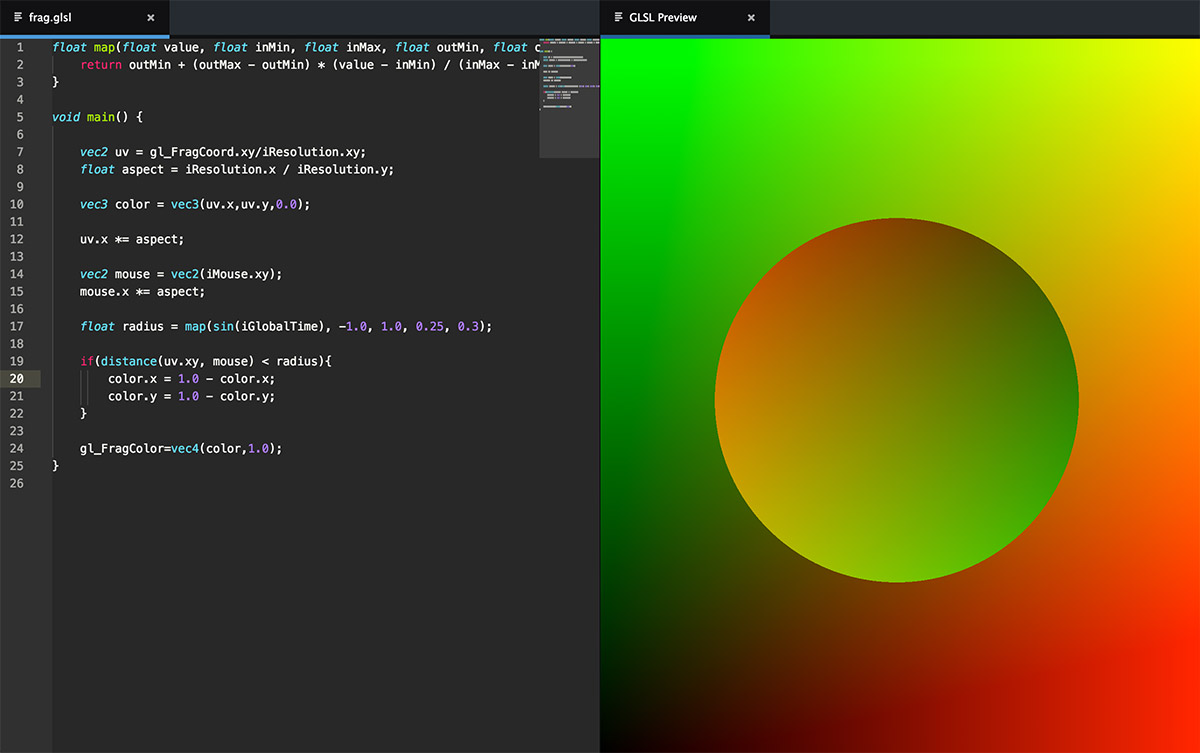 frag.glsl ×
GLSL Preview ×
1 float map(float value, float inMin, float inMax, float outMin, float
2 return outMin + (outMax - outMin) * (value - inMin) / (inMax -
3 }
4
5 void main() {
6
7 vec2 uv = gl_FragCoord.xy/iResolution.xy;
8 float aspect = iResolution.x / iResolution.y;
9
10 vec3 color = vec3(uv.x,uv.y,0.0);
11
12 uv.x *= aspect;
13
14 vec2 mouse = vec2(iMouse.xy);
15 mouse.x *= aspect;
16
17 float radius = map(sin(iGlobalTime), -1.0, 1.0, 0.25, 0.3);
18
19 if(distance(uv.xy, mouse) < radius){
20 color.x = 1.0 - color.x;
21 color.y = 1.0 - color.y;
22 }
23
24 gl_FragColor=vec4(color,1.0);
25 }
26